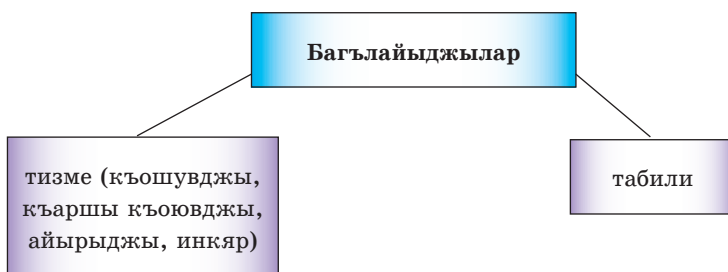 Багълайыджылар
тизме (къошувджы,
къаршы къоювджы,
айырыджы, инкяр)
табили